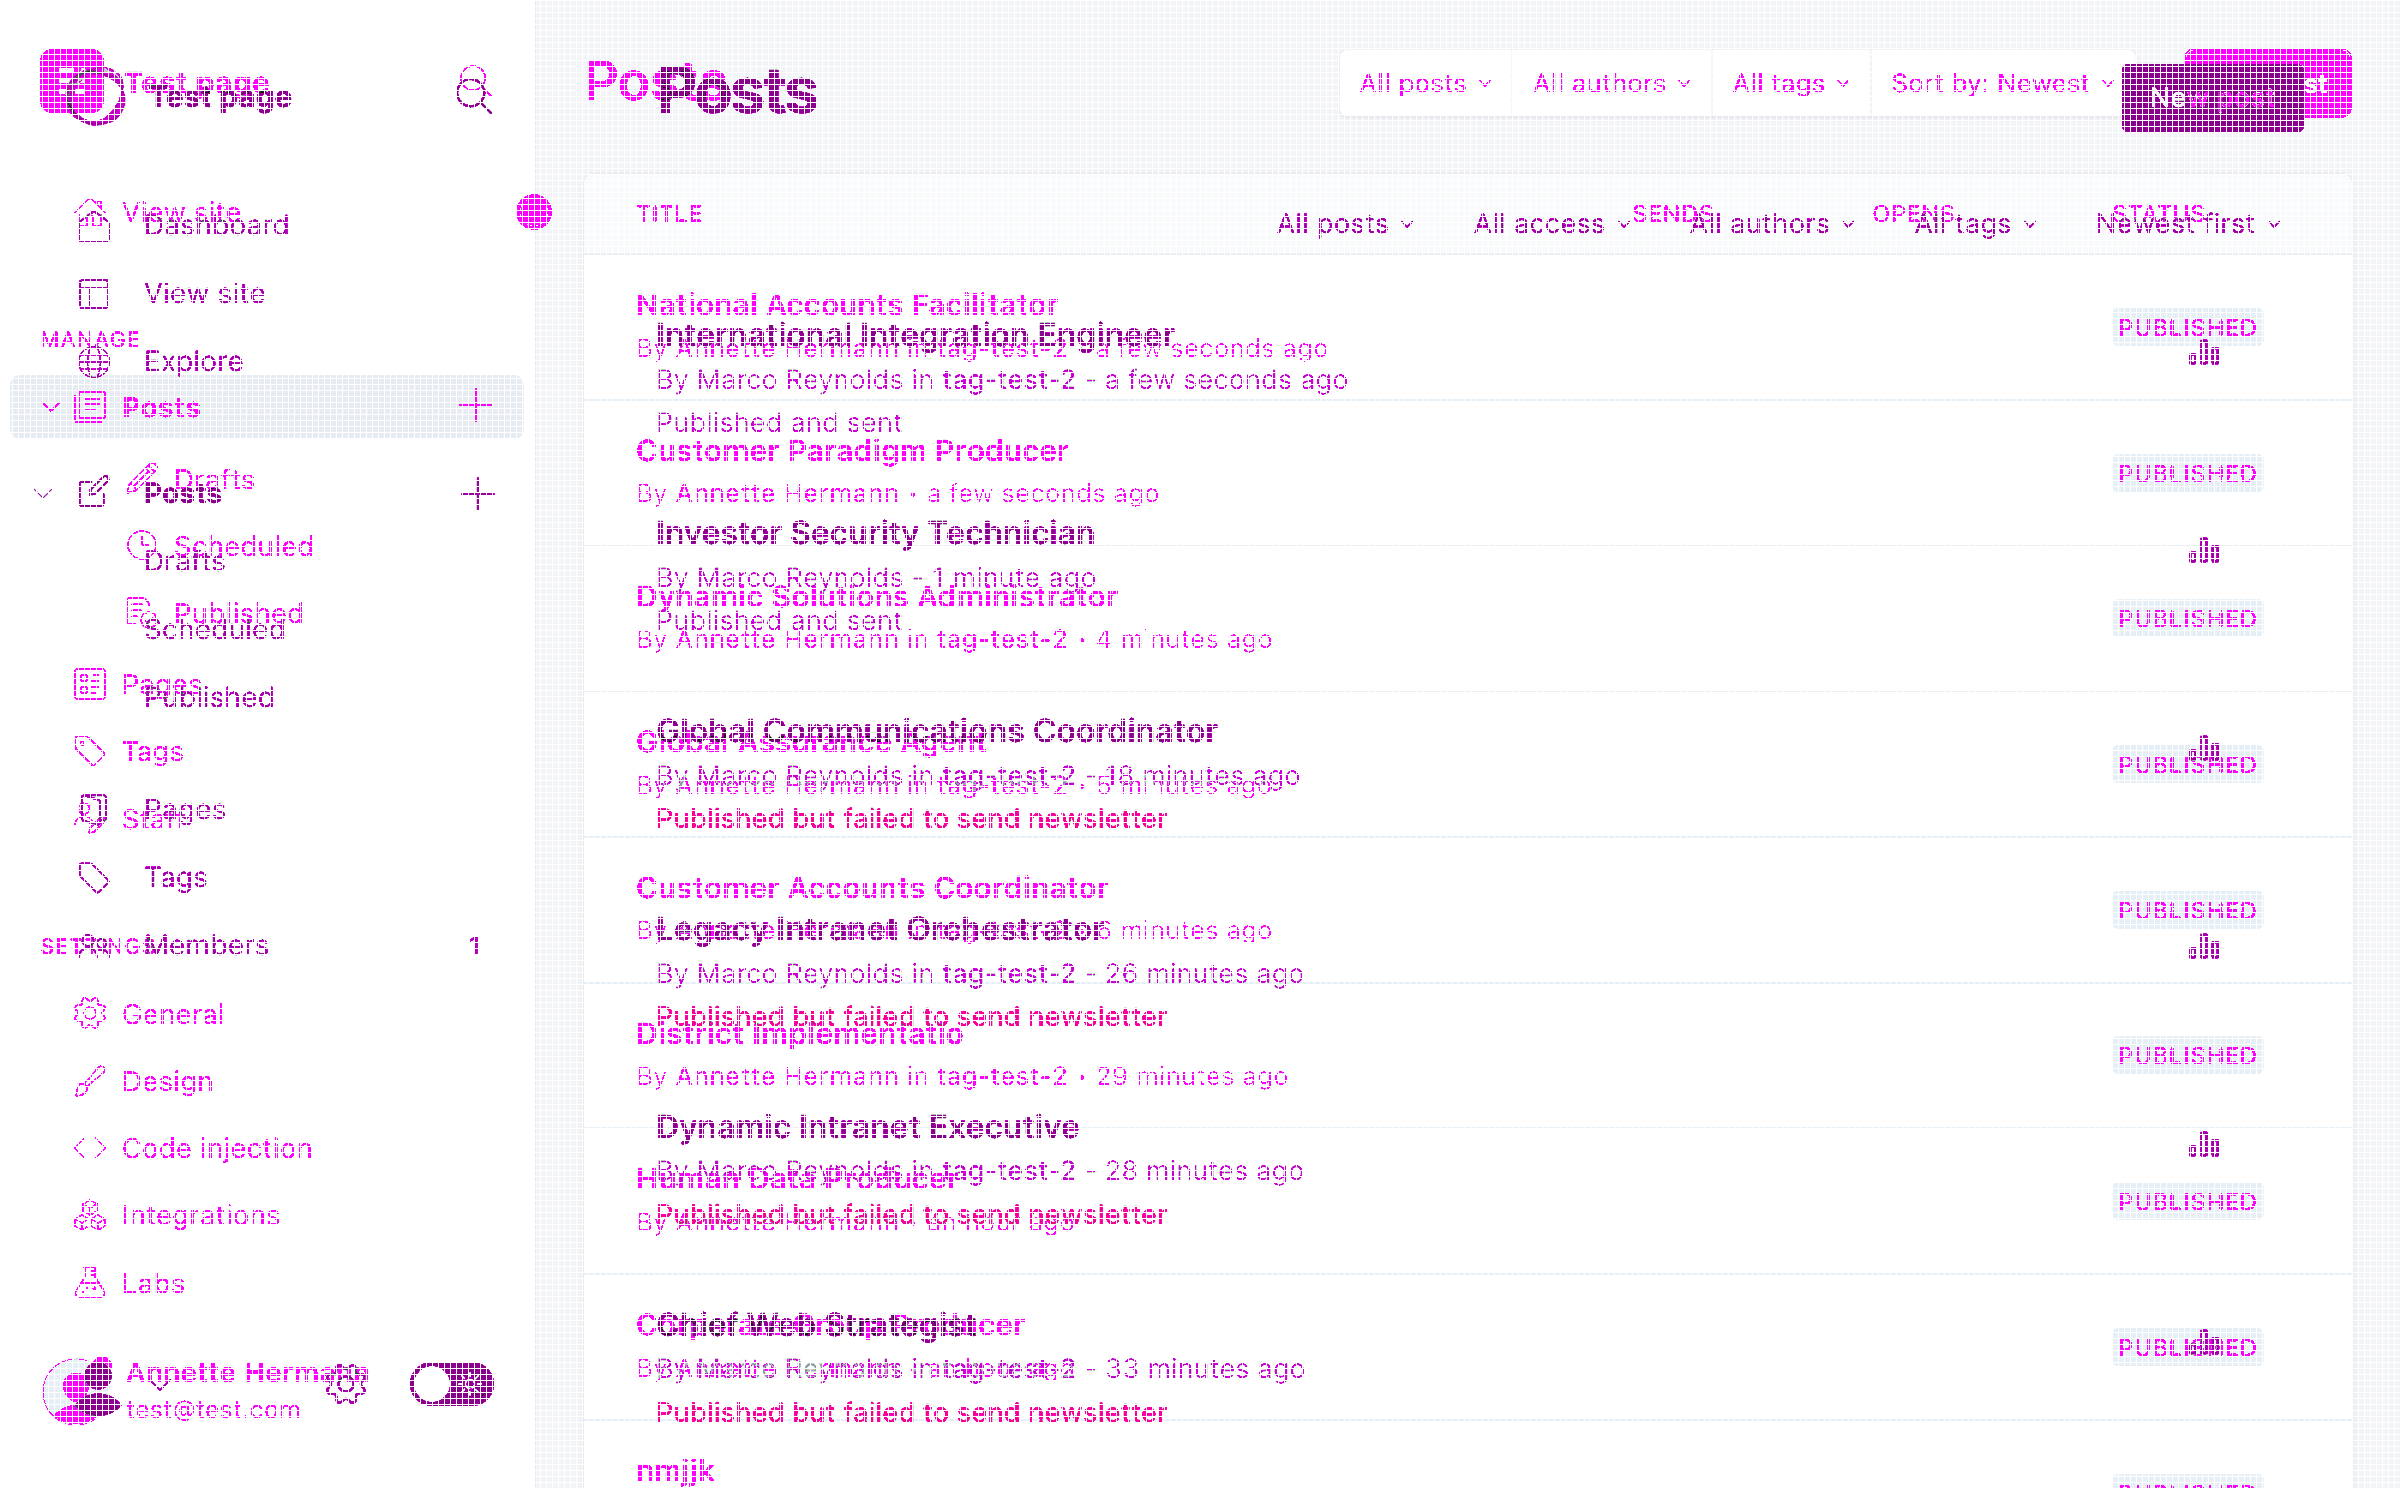 Test page
Test page
Posts
Posts
All posts
All authors
All tags
Sort by: Newest
New post
View site
Dashboard
TITLE
SENDS
OPENS
STATUS
All posts
All access
All authors
All tags
Newest first
View site
National Accounts Facilitator
PUBLISHED
MANAGE
International Integration Engineer
By Annette Hermann in tag-test-2 · a few seconds ago
Explore
By Marco Reynolds in tag-test-2 - a few seconds ago
Posts
Published and sent
Customer Paradigm Producer
PUBLISHED
Drafts
Posts
By Annette Hermann · a few seconds ago
Investor Security Technician
Scheduled
Drafts
By Marco Reynolds - 1 minute ago
Dynamic Solutions Administrator
Published
PUBLISHED
Scheduled
Published and sent
By Annette Hermann in tag-test-2 · 4 minutes ago
Pages
Published
Global Communications Coordinator
Global Assurance Agent
Tags
PUBLISHED
By Marco Reynolds in tag-test-2 - 18 minutes ago
By Annette Hermann in tag-test-2 · 5 minutes ago
Pages
Staff
Published but failed to send newsletter
Tags
Customer Accounts Coordinator
PUBLISHED
Legacy Intranet Orchestrator
6 minutes ago
SETTINGS
Members
1
By Marco Reynolds in tag-test-2 - 26 minutes ago
General
Published but failed to send newsletter
District Implementatio
PUBLISHED
Design
By Annette Hermann in tag-test-2 · 29 minutes ago
Dynamic Intranet Executive
Code injection
By Marco Reynolds in tag-test-2 - 28 minutes ago
Human Data Producer
PUBLISHED
Integrations
Published but failed to send newsletter
By Annette Hermann · an hour ago
Labs
Chief Web Strategist
Producer
PUBLISHED
Annette Hermann
By Marco Reynolds in tag-test-2 - 33 minutes ago
test@test.com
Published but failed to send newsletter
nmjjk
PUBLISHED